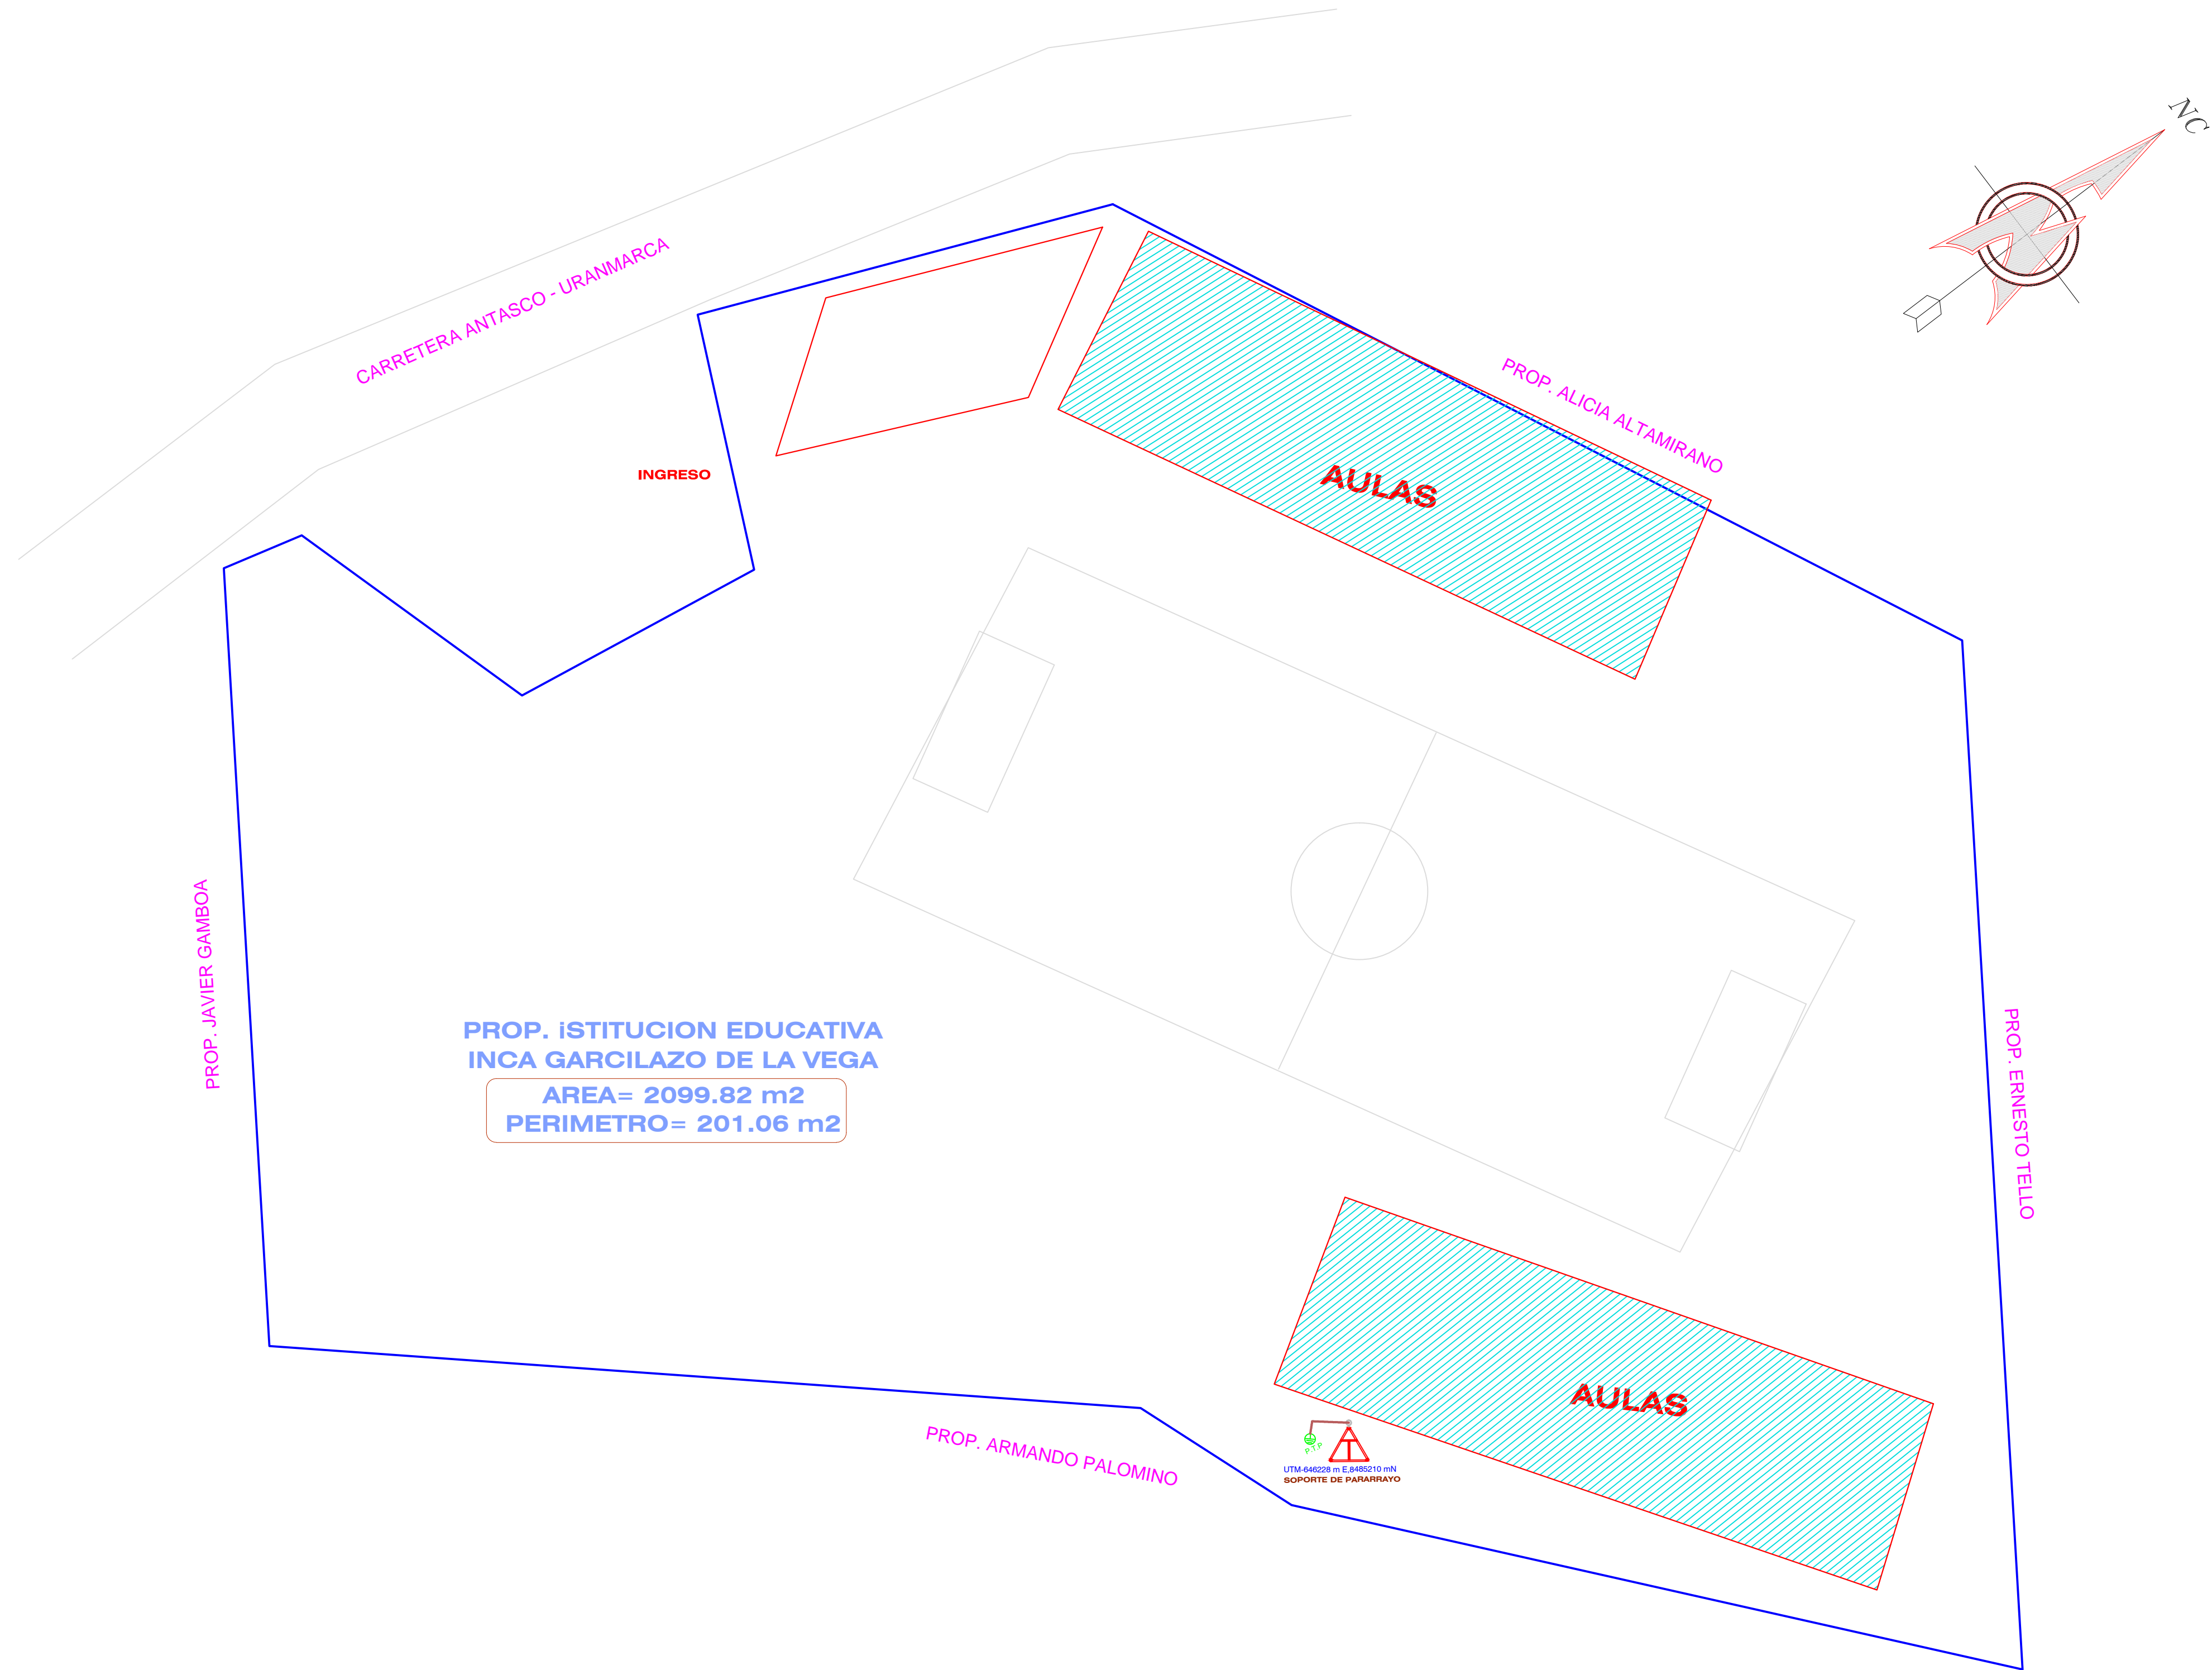 NC
CARRETERA ANTASCO - URANMARCA
PROP. ALICIA ALTAMIRANO
INGRESO
AULAS
PROP. JAVIER GAMBOA
PROP. iSTITUCION EDUCATIVA
INCA GARCILAZO DE LA VEGA
AREA= 2099.82 m2
PERIMETRO= 201.06 m2
PROP. ERNESTO TELLO
AULAS
PROP. ARMANDO PALOMINO
P.T.P
UTM-646228 m E,8485210 mN
SOPORTE DE PARARRAYO